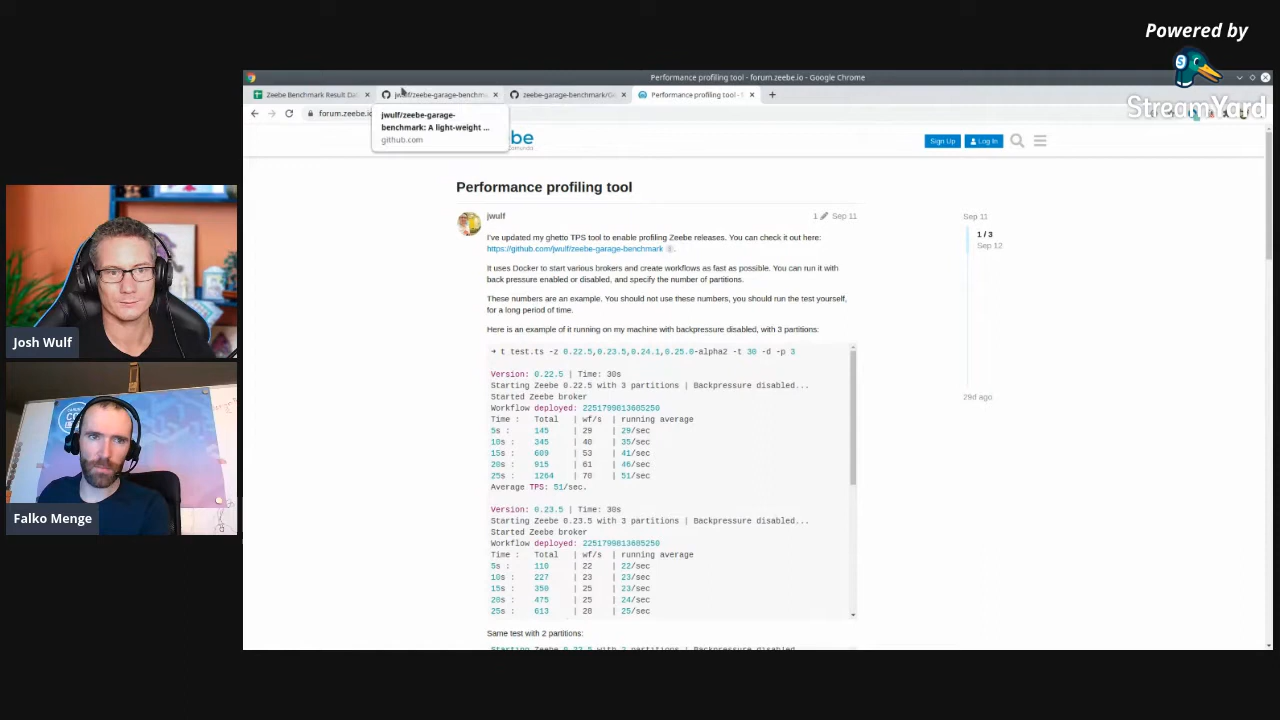 Powered by
StreamYard
Performance profiling tool - forum.zeebe.io - Google Chrome
Zeebe Benchmark Result Da
jwulf/zeebe-garage-benchm
zeebe-garage-benchmark/G
Performance profiling tool -
forum.zeebe.io
jwulf/zeebe-garage-
benchmark: A light-weight ...
github.com
Sign Up
Log In
Performance profiling tool
jwulf
1
Sep 11
I've updated my ghetto TPS tool to enable profiling Zeebe releases. You can check it out here:
https://github.com/jwulf/zeebe-garage-benchmark
It uses Docker to start various brokers and create workflows as fast as possible. You can run it with
back pressure enabled or disabled, and specify the number of partitions.
These numbers are an example. You should not use these numbers, you should run the test yourself,
for a long period of time.
Here is an example of it running on my machine with backpressure disabled, with 3 partitions:
➜ t test.ts -z 0.22.5,0.23.5,0.24.1,0.25.0-alpha2 -t 30 -d -p 3
Version: 0.22.5 | Time: 30s
Starting Zeebe 0.22.5 with 3 partitions | Backpressure disabled...
Started Zeebe broker
Workflow deployed: 2251799813685250
Time : Total | wf/s | running average
5s : 145 | 29 | 29/sec
10s : 345 | 40 | 35/sec
15s : 609 | 53 | 41/sec
20s : 915 | 61 | 46/sec
25s : 1264 | 70 | 51/sec
Average TPS: 51/sec.
Version: 0.23.5 | Time: 30s
Starting Zeebe 0.23.5 with 3 partitions | Backpressure disabled...
Started Zeebe broker
Workflow deployed: 2251799813685250
Time : Total | wf/s | running average
5s : 110 | 22 | 22/sec
10s : 227 | 23 | 23/sec
15s : 350 | 25 | 23/sec
20s : 475 | 25 | 24/sec
25s : 613 | 28 | 25/sec
Same test with 2 partitions:
Sep 11
1 / 3
Sep 12
29d ago
Josh Wulf
Falko Menge